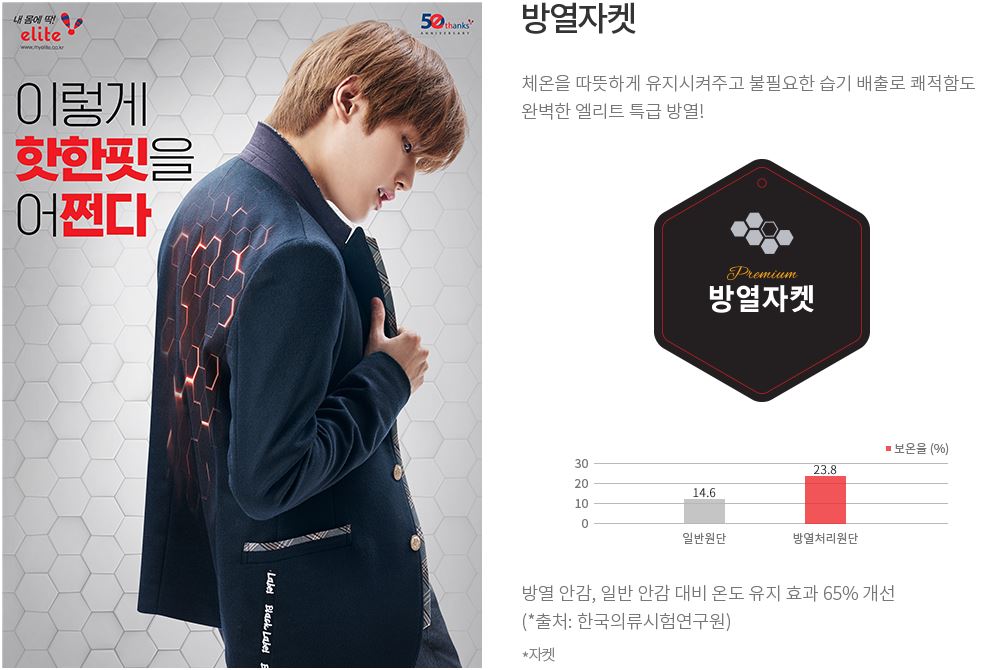 내 몸에 딱!
elite
www.myelite.co.kr
50 thanks
ANNIVERSARY
이렇게
핫한핏을
어쩐다
Label Black Label B
방열자켓
체온을 따뜻하게 유지시켜주고 불필요한 습기 배출로 쾌적함도
완벽한 엘리트 특급 방열!
Premium
방열자켓
보온율 (%)
30
20
10
0
14.6
23.8
일반원단
방열처리원단
방열 안감, 일반 안감 대비 온도 유지 효과 65% 개선
(*출처: 한국의류시험연구원)
*자켓